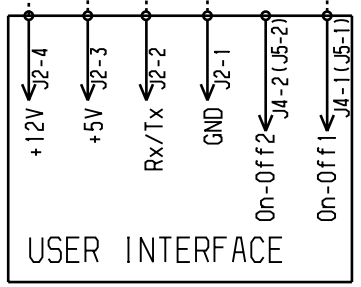 J2-4
J2-3
J2-2
J2-1
J4-2(J5-2)
J4-1(J5-1)
+12V
+5V
Rx/Tx
GND
On-Off2
On-Off1
USER INTERFACE